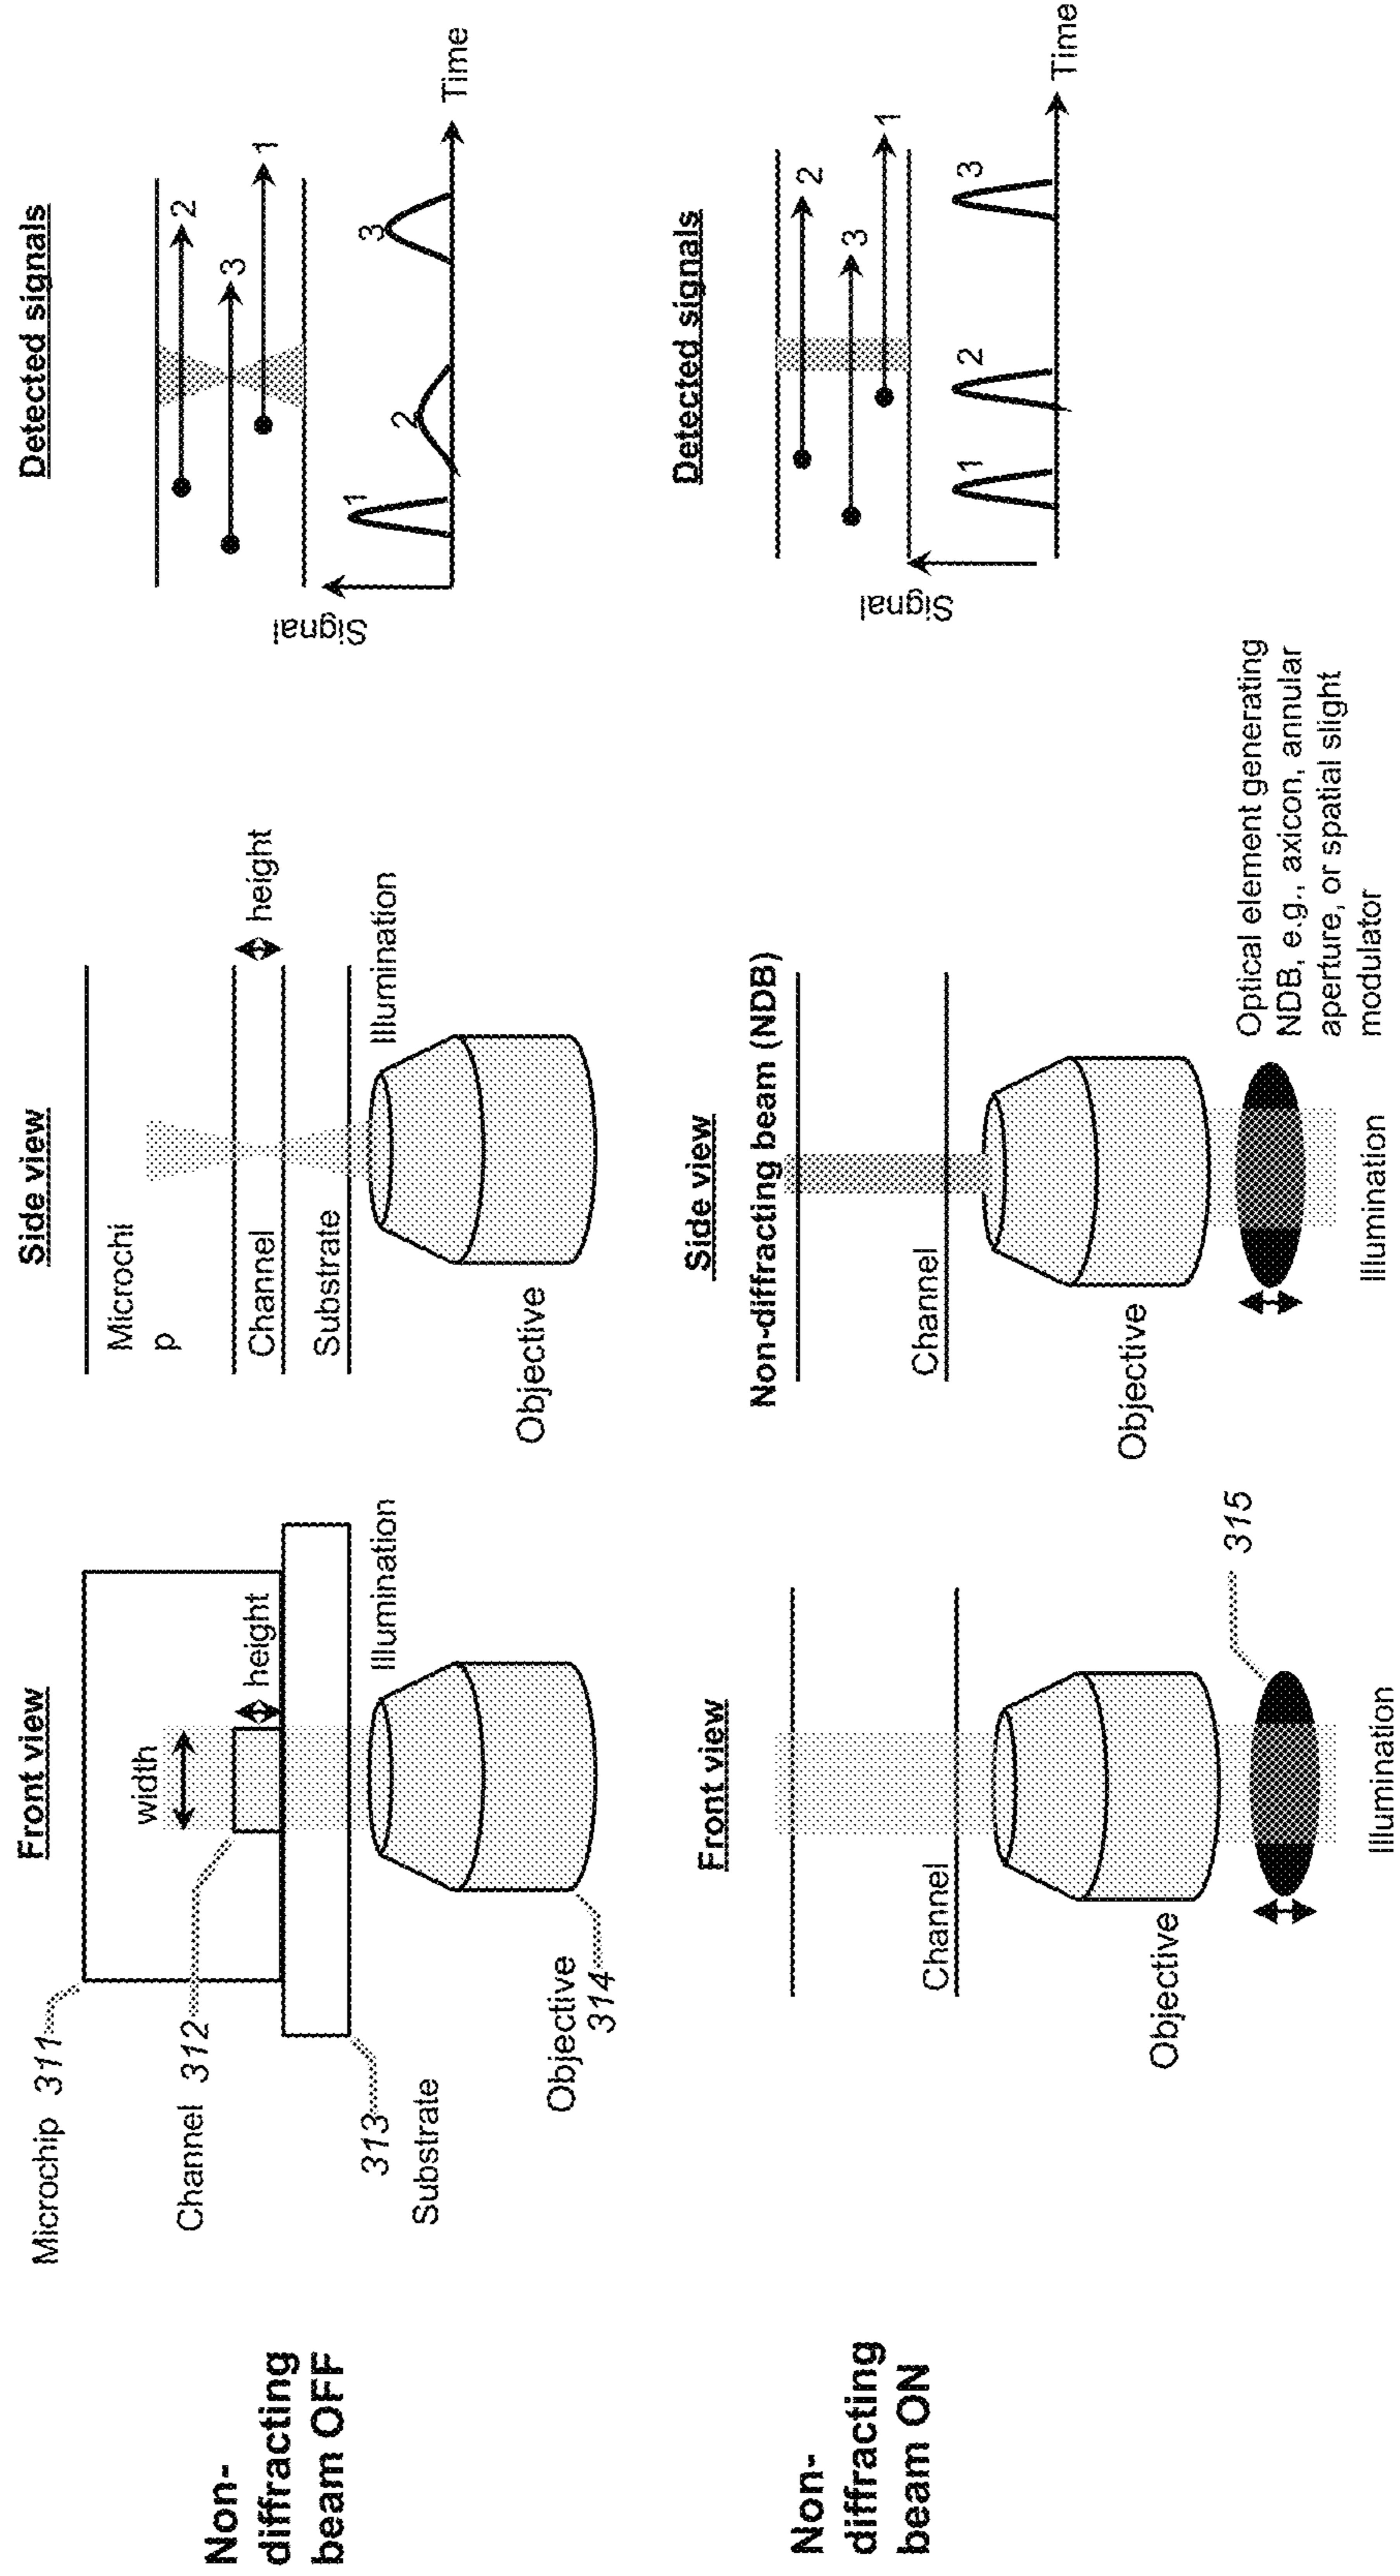 Non-
diffracting
beam OFF
Front view
Microchip 311
Channel 312
313
Substrate
Objective
314
width
height
Illumination
Side view
Microchi
p
Channel
Substrate
Objective
height
Illumination
Detected signals
2
3
1
Signal
1
2
3
Time
Non-
diffracting
beam ON
Front view
Channel
Objective
315
Illumination
Side view
Non-diffracting beam (NDB)
Channel
Objective
Illumination
Optical element generating
NDB, e.g., axicon, annular
aperture, or spatial slight
modulator
Detected signals
2
3
1
Signal
1
2
3
Time